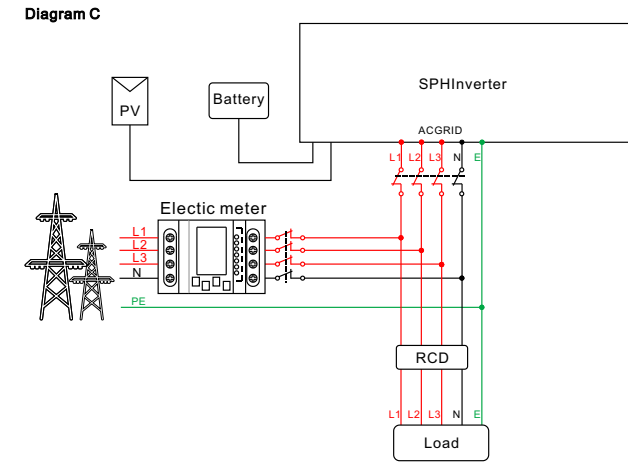 Diagram C
SPHInverter
PV
Battery
ACGRID
L1 L2 L3 N E
Electic meter
L1
L2
L3
N
PE
RCD
L1 L2 L3 N E
Load